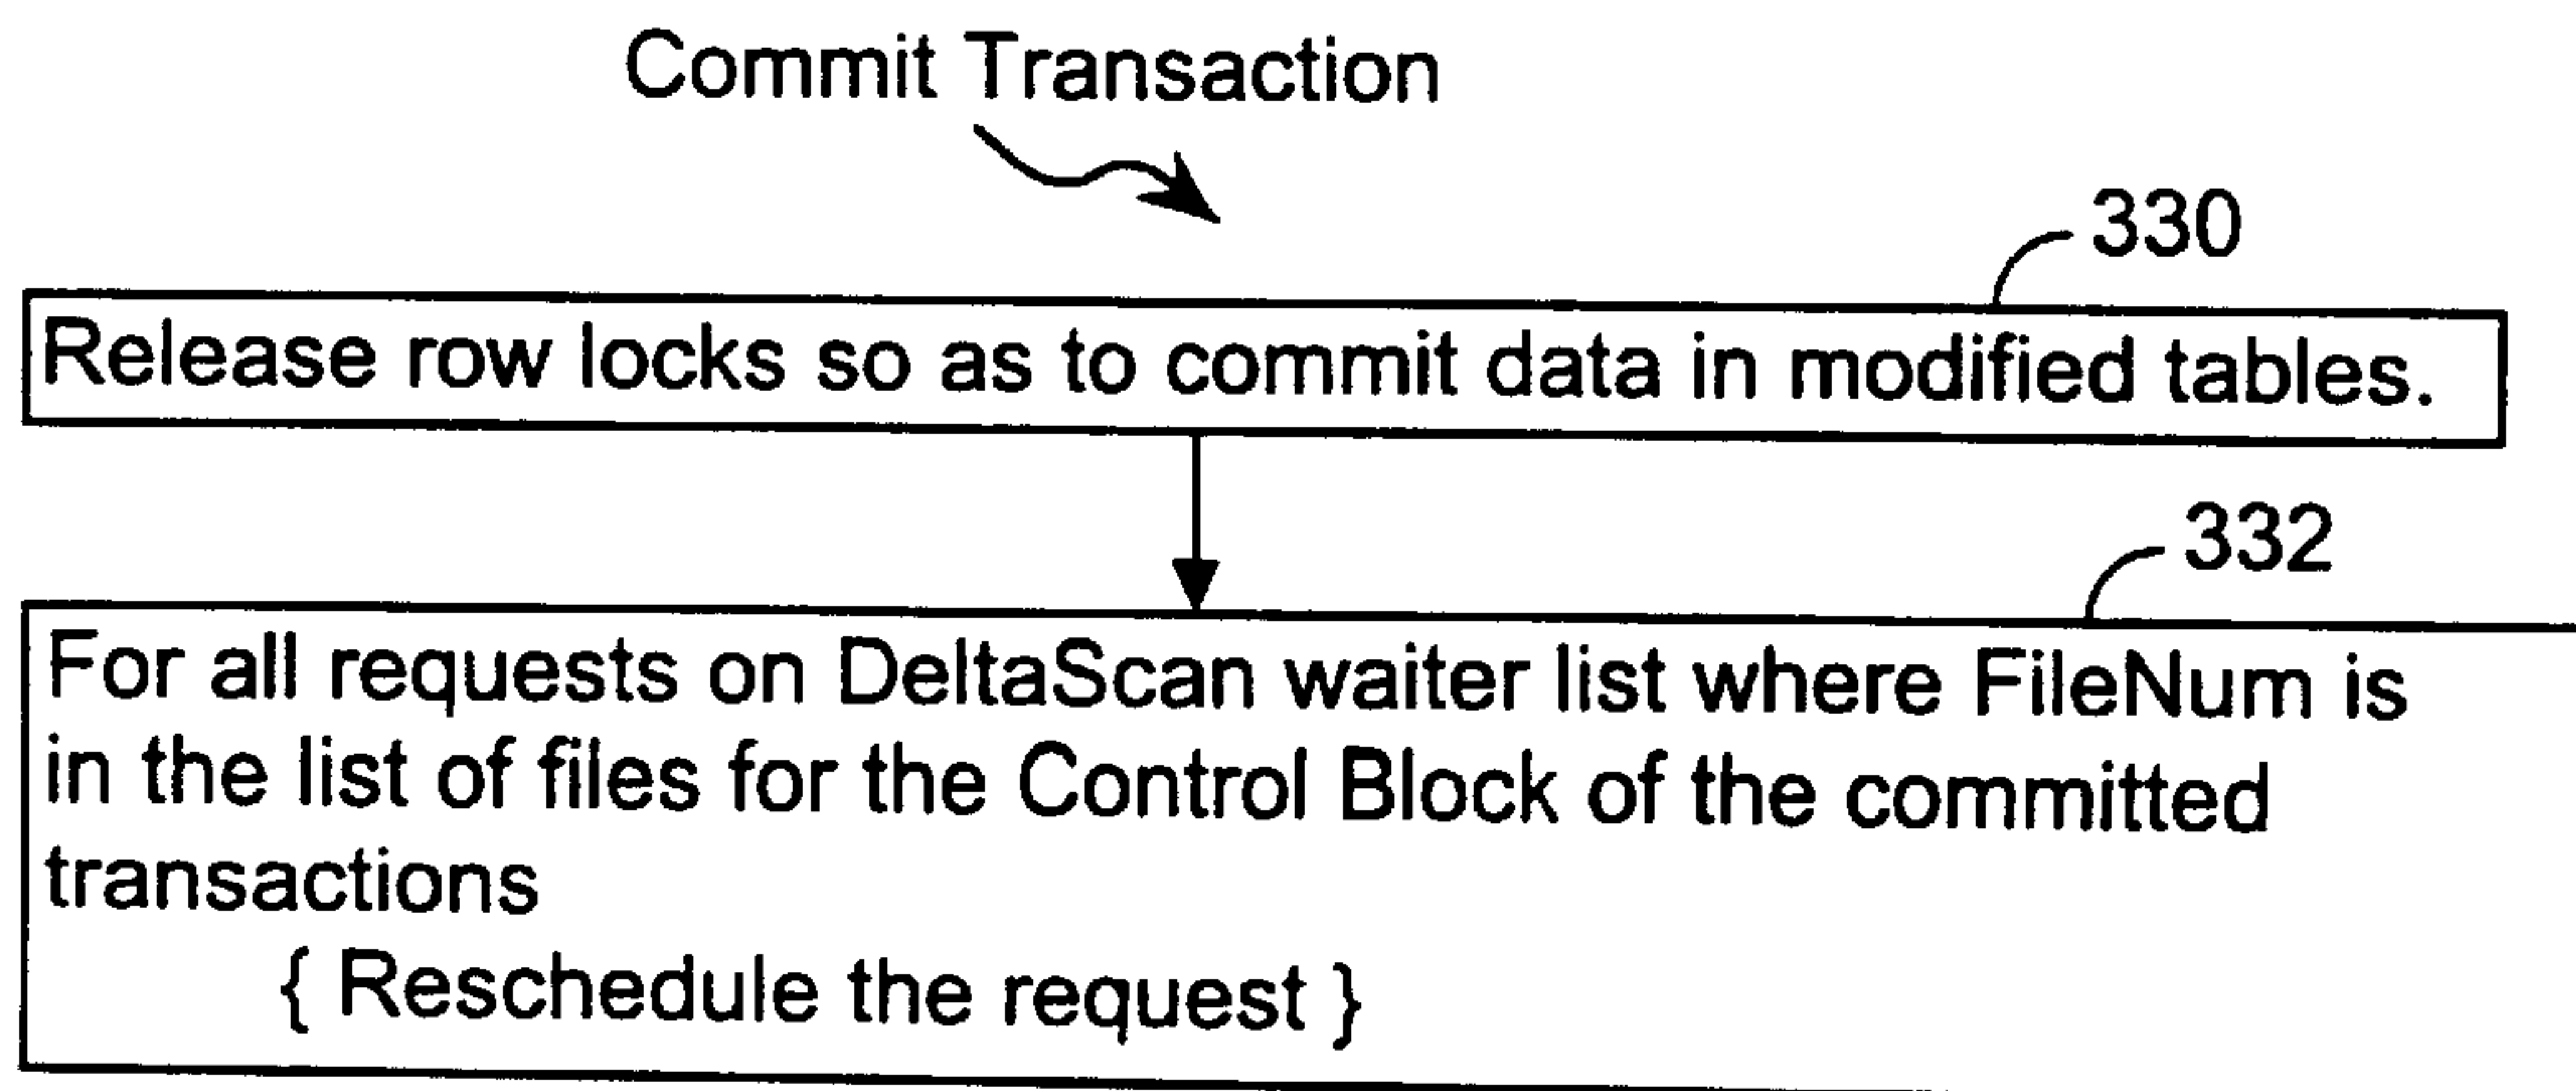 Commit Transaction
330
Release row locks so as to commit data in modified tables.
332
For all requests on DeltaScan waiter list where FileNum is
in the list of files for the Control Block of the committed
transactions
{ Reschedule the request }